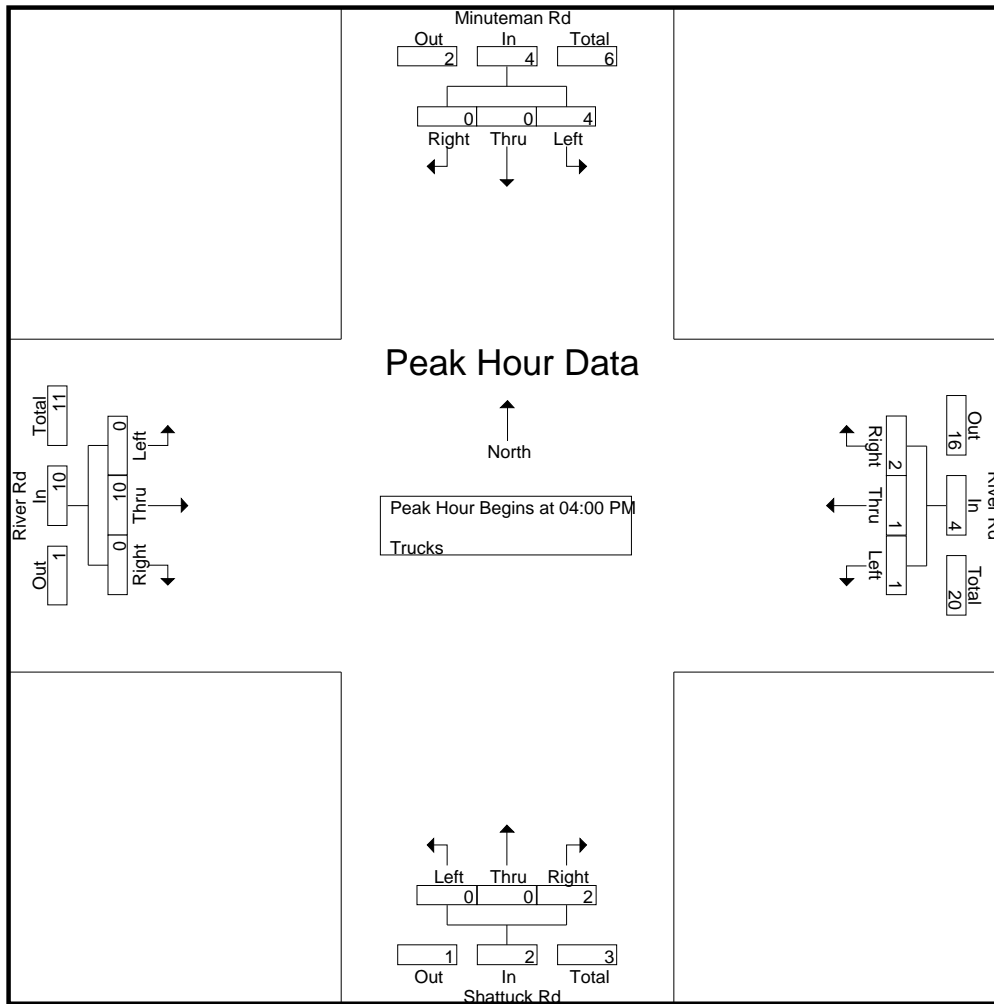 Minuteman Rd
Out In Total
2 4 6
0 0 4
Right Thru Left
Peak Hour Data
North
Peak Hour Begins at 04:00 PM
Trucks
River Rd
Total In Out
11 10 1
0 10 0
Left Thru Right
River Rd
Out In Total
16 4 20
2 1 1
Right Thru Left
Left Thru Right
0 0 2
1 2 3
Out In Total
Shattuck Rd